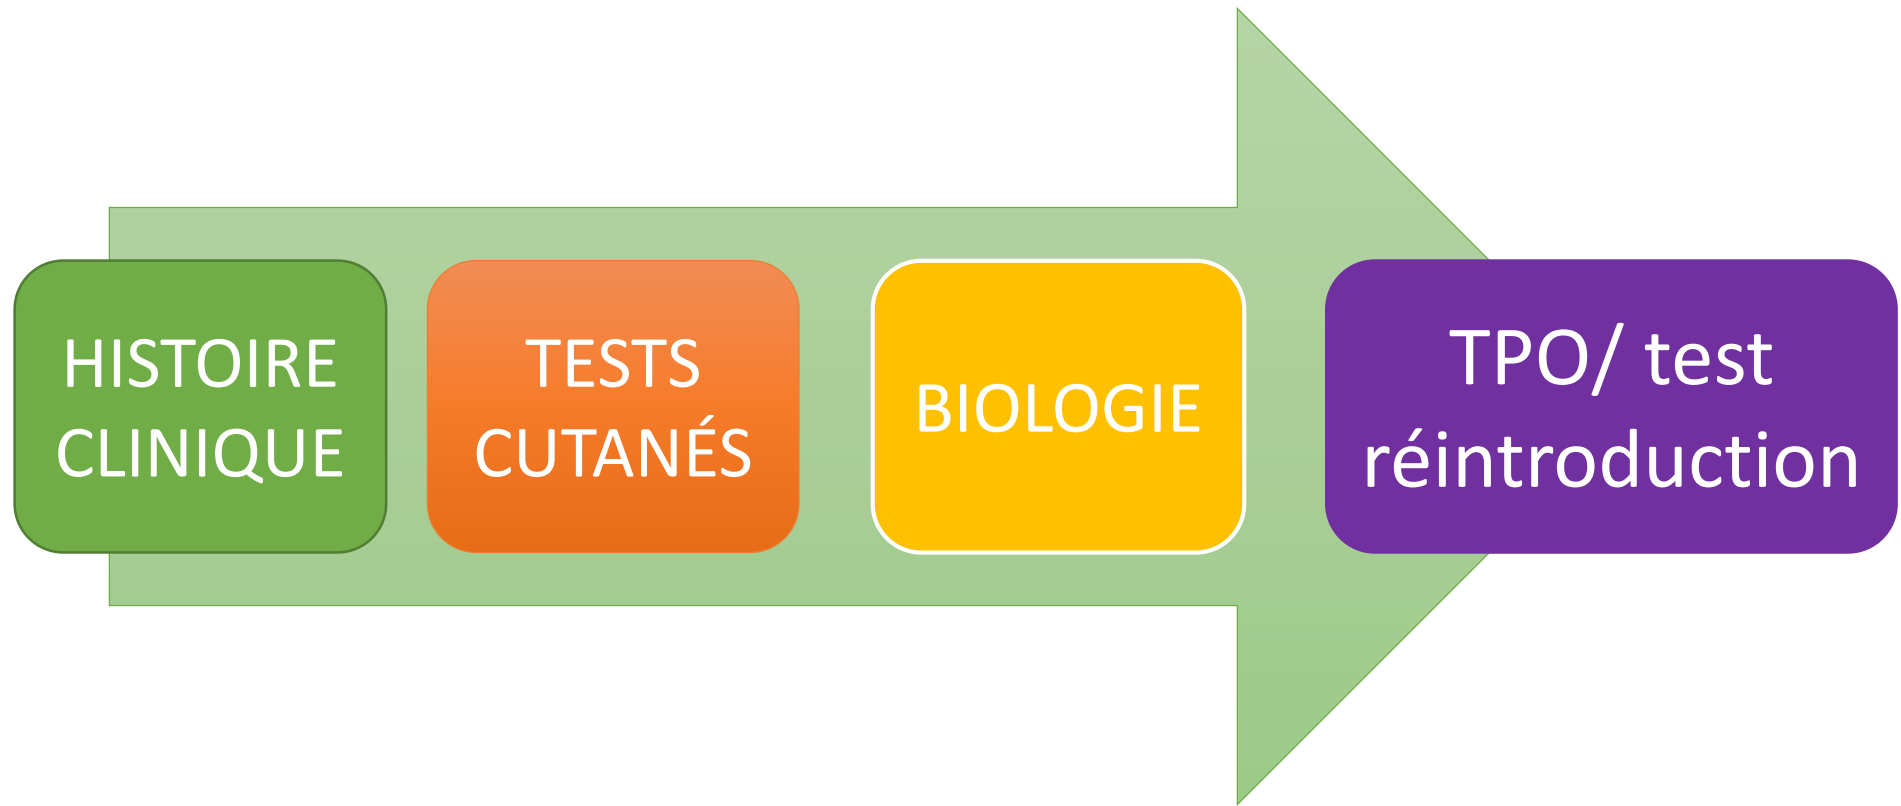 HISTOIRE
CLINIQUE
TESTS
CUTANÉS
BIOLOGIE
TPO/ test
réintroduction